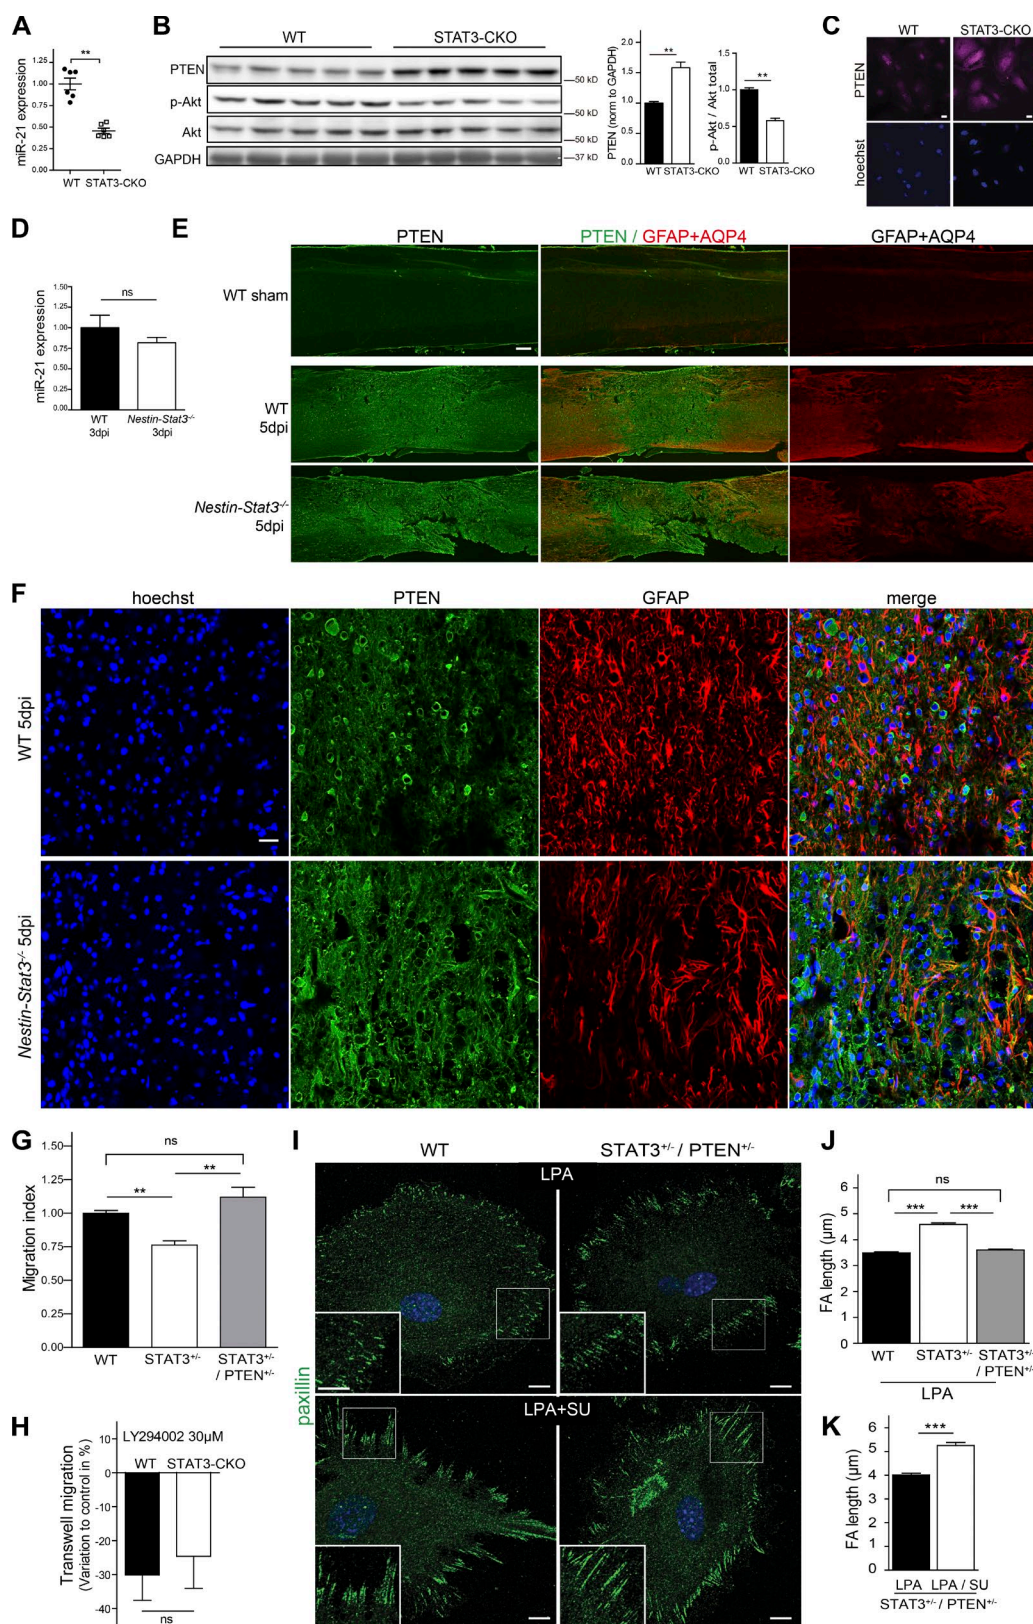 A
**
miR-21 expression
1.25
1.00
0.75
0.50
0.25
0.00
WT STAT3-CKO
B
WT STAT3-CKO
PTEN
p-Akt
Akt
GAPDH
50 kD
50 kD
50 kD
37 kD
PTEN (norm to GAPDH)
2.0
1.5
1.0
0.5
0.0
**
WT STAT3-CKO
p-Akt / Akt total
1.5
1.0
0.5
0.0
**
WT STAT3-CKO
C
WT STAT3-CKO
PTEN
hoechst
D
miR-21 expression
1.50
1.25
1.00
0.75
0.50
0.25
0.00
ns
WT Nestin-Stat3-/-
3dpi 3dpi
E
PTEN PTEN / GFAP+AQP4 GFAP+AQP4
WT sham
WT
5dpi
Nestin-Stat3-/-
5dpi
F
hoechst PTEN GFAP merge
WT 5dpi
Nestin-Stat3-/- 5dpi
G
Migration index
1.50
1.25
1.00
0.75
0.50
0.25
0.00
ns
** **
WT STAT3+/- STAT3+/-
/ PTEN+/-
H
LY294002 30µM
WT STAT3-CKO
Transwell migration
(Variation to control in %)
0
-10
-20
-30
-40
ns
I
WT STAT3+/- / PTEN+/-
LPA
LPA+SU
paxillin
J
FA length (µm)
6
5
4
3
2
1
0
ns
*** ***
WT STAT3+/- STAT3+/-
/ PTEN+/-
LPA
K
FA length (µm)
6
5
4
3
2
1
0
***
LPA LPA / SU
STAT3+/- / PTEN+/-